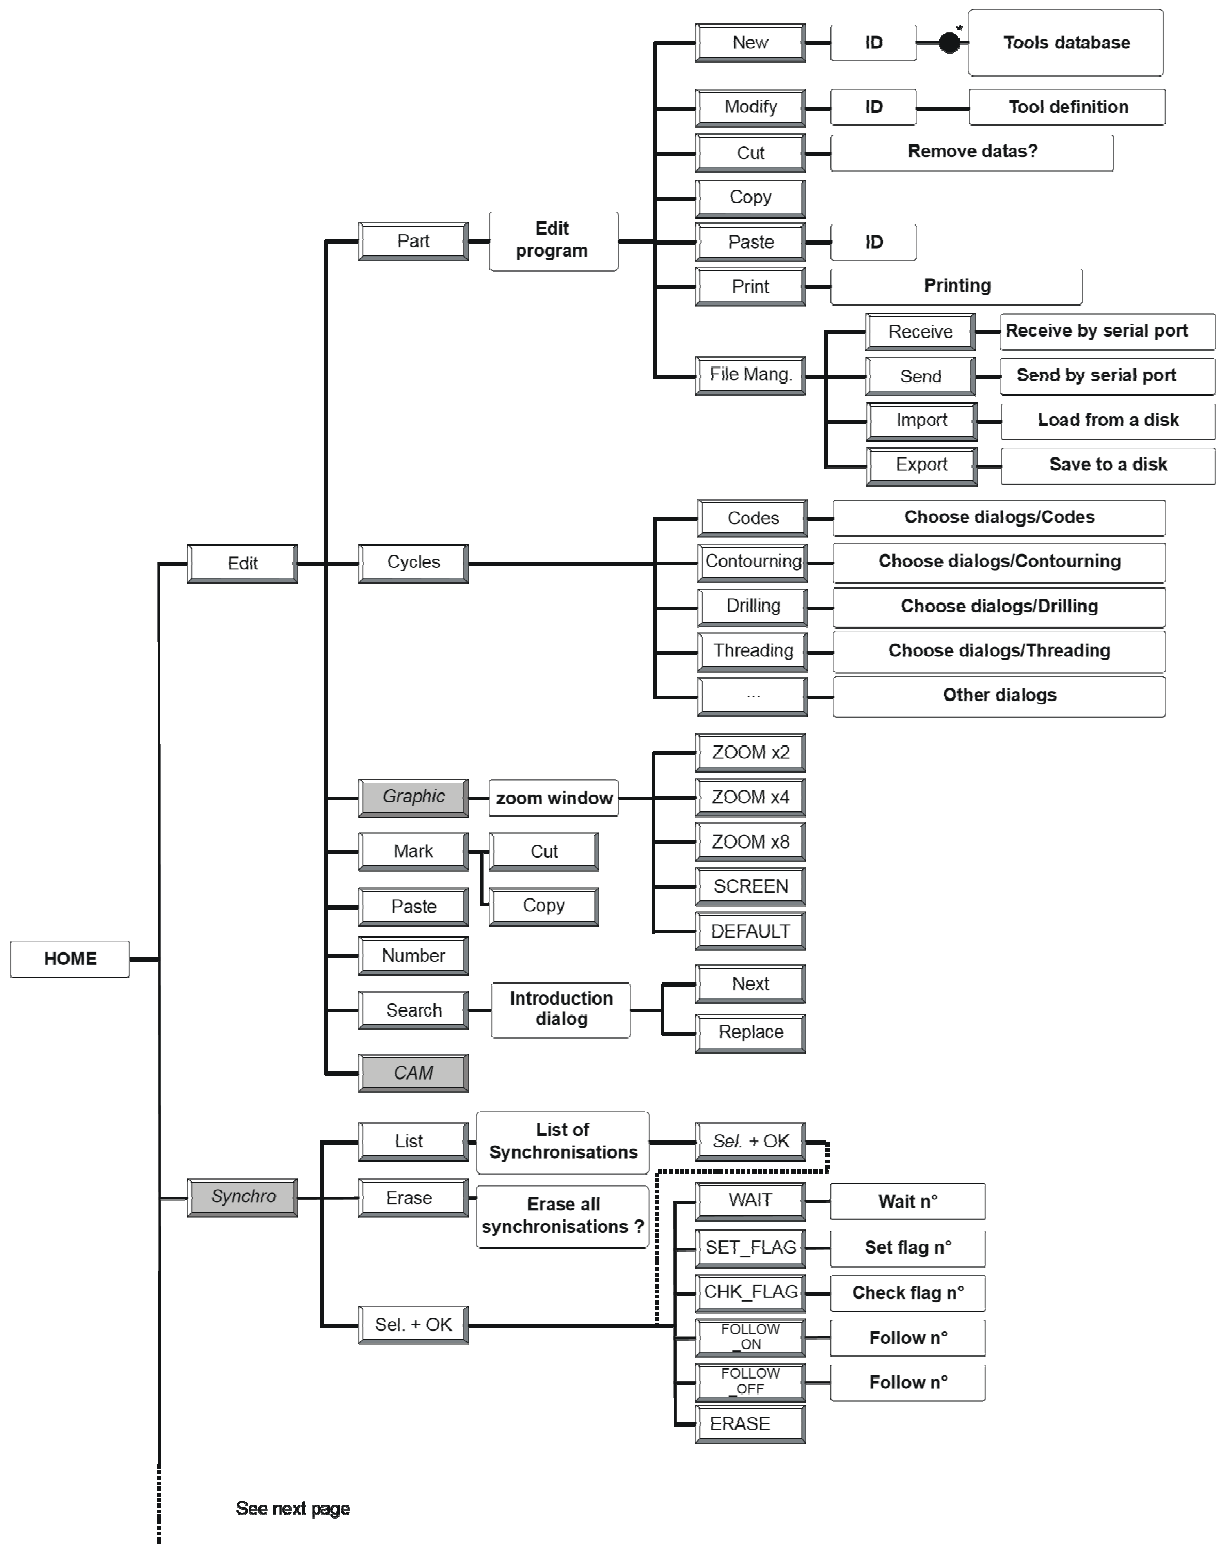 New
ID
*
Tools database
Modify
ID
Tool definition
Cut
Remove datas?
Copy
Part
Edit
program
Paste
ID
Print
Printing
File Mang.
Receive
Receive by serial port
Send
Send by serial port
Import
Load from a disk
Export
Save to a disk
Edit
Cycles
Codes
Choose dialogs/Codes
Contourning
Choose dialogs/Contourning
Drilling
Choose dialogs/Drilling
Threading
Choose dialogs/Threading
...
Other dialogs
Graphic
zoom window
ZOOM x2
ZOOM x4
ZOOM x8
SCREEN
DEFAULT
Mark
Cut
Copy
Paste
HOME
Number
Search
Introduction
dialog
Next
Replace
CAM
Synchro
List
List of
Synchronisations
Sel. + OK
Erase
Erase all
synchronisations ?
Sel. + OK
WAIT
Wait n°
SET_FLAG
Set flag n°
CHK_FLAG
Check flag n°
FOLLOW
_ON
Follow n°
FOLLOW
_OFF
Follow n°
ERASE
See next page